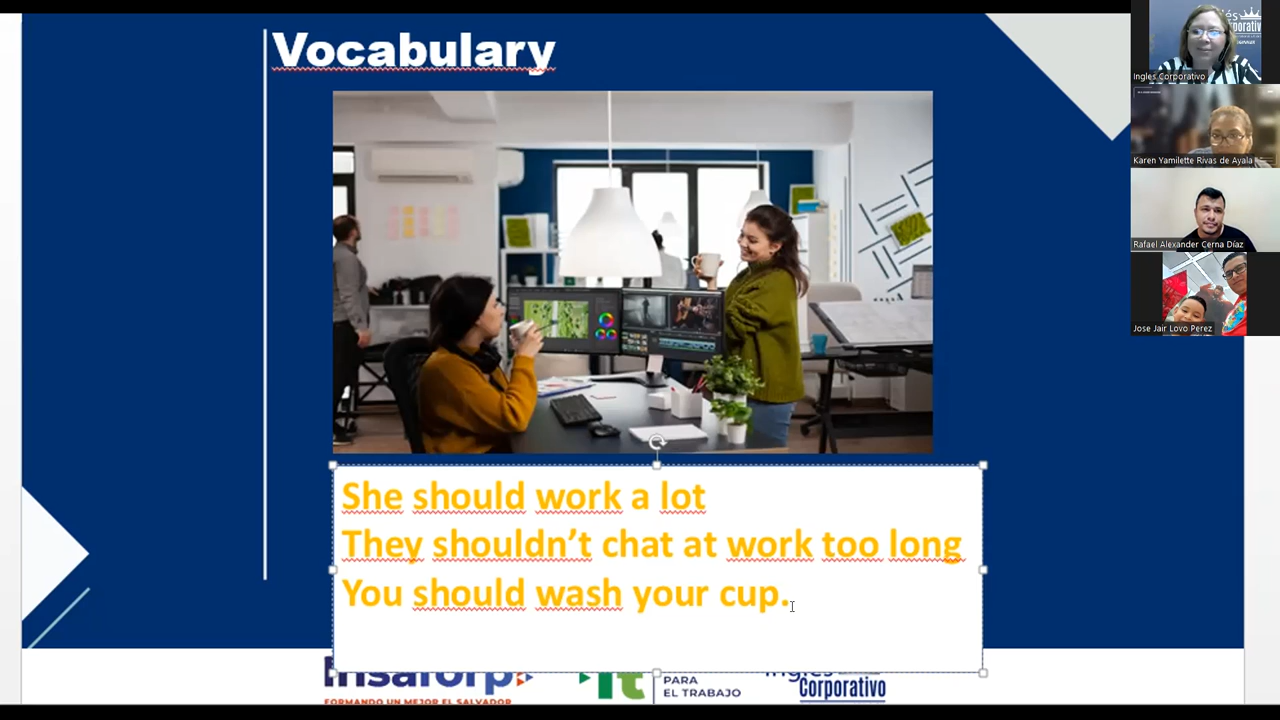 Vocabulary
She should work a lot
They shouldn't chat at work too long
You should wash your cup.
PARA
EL TRABAJO
Corporativo
FORMANDO UN MEJOR EL SALVADOR
Ingles Corporativo
Karen Yamilette Rivas de Ayala
Rafael Alexander Cerna Díaz
Jose Jair Lovo Perez